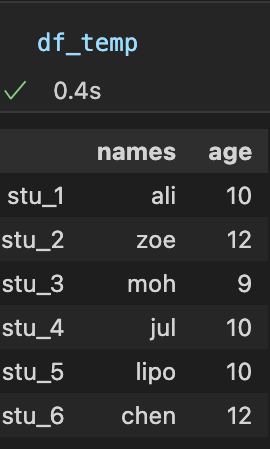 df_temp
0.4s
names age
stu_1 ali 10
stu_2 zoe 12
stu_3 moh 9
stu_4 jul 10
stu_5 lipo 10
stu_6 chen 12